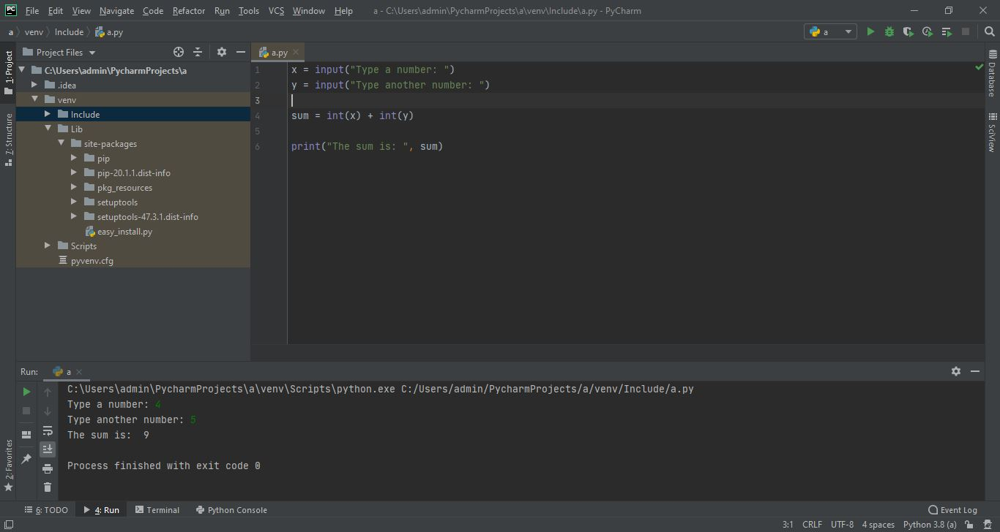 PC File Edit View Navigate Code Refactor Run Tools VCS Window Help a - C:\Users\admin\PycharmProjects\a\venv\Include\a.py - PyCharm
a venv Include a.py a
1: Project
7: Structure
2: Favorites
Project Files
C:\Users\admin\PycharmProjects\a
.idea
venv
Include
Lib
site-packages
pip
pip-20.1.1.dist-info
pkg_resources
setuptools
setuptools-47.3.1.dist-info
easy_install.py
Scripts
pyvenv.cfg
a.py
1 x = input("Type a number: ")
2 y = input("Type another number: ")
3
4 sum = int(x) + int(y)
5
6 print("The sum is: ", sum)
Database
SciView
Run: a
C:\Users\admin\PycharmProjects\a\venv\Scripts\python.exe C:/Users/admin/PycharmProjects/a/venv/Include/a.py
Type a number: 4
Type another number: 5
The sum is:  9
Process finished with exit code 0
6: TODO 4: Run Terminal Python Console Event Log
3:1 CRLF UTF-8 4 spaces Python 3.8 (a)